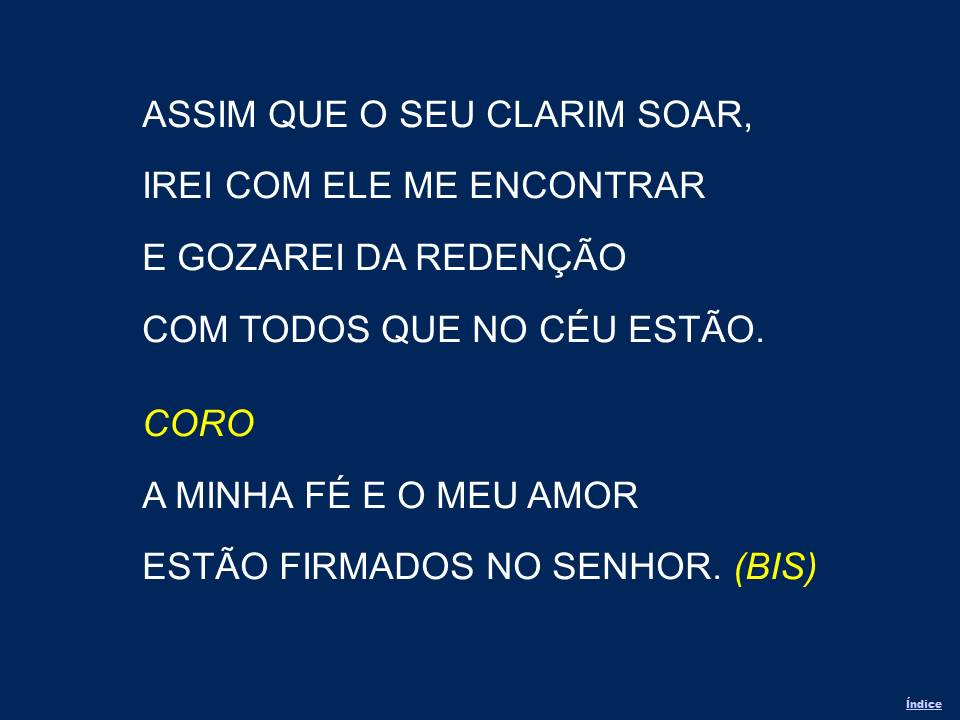 ASSIM QUE O SEU CLARIM SOAR,
IREI COM ELE ME ENCONTRAR
E GOZAREI DA REDENÇÃO
COM TODOS QUE NO CÉU ESTÃO.
CORO
A MINHA FÉ E O MEU AMOR
ESTÃO FIRMADOS NO SENHOR. (BIS)
Índice